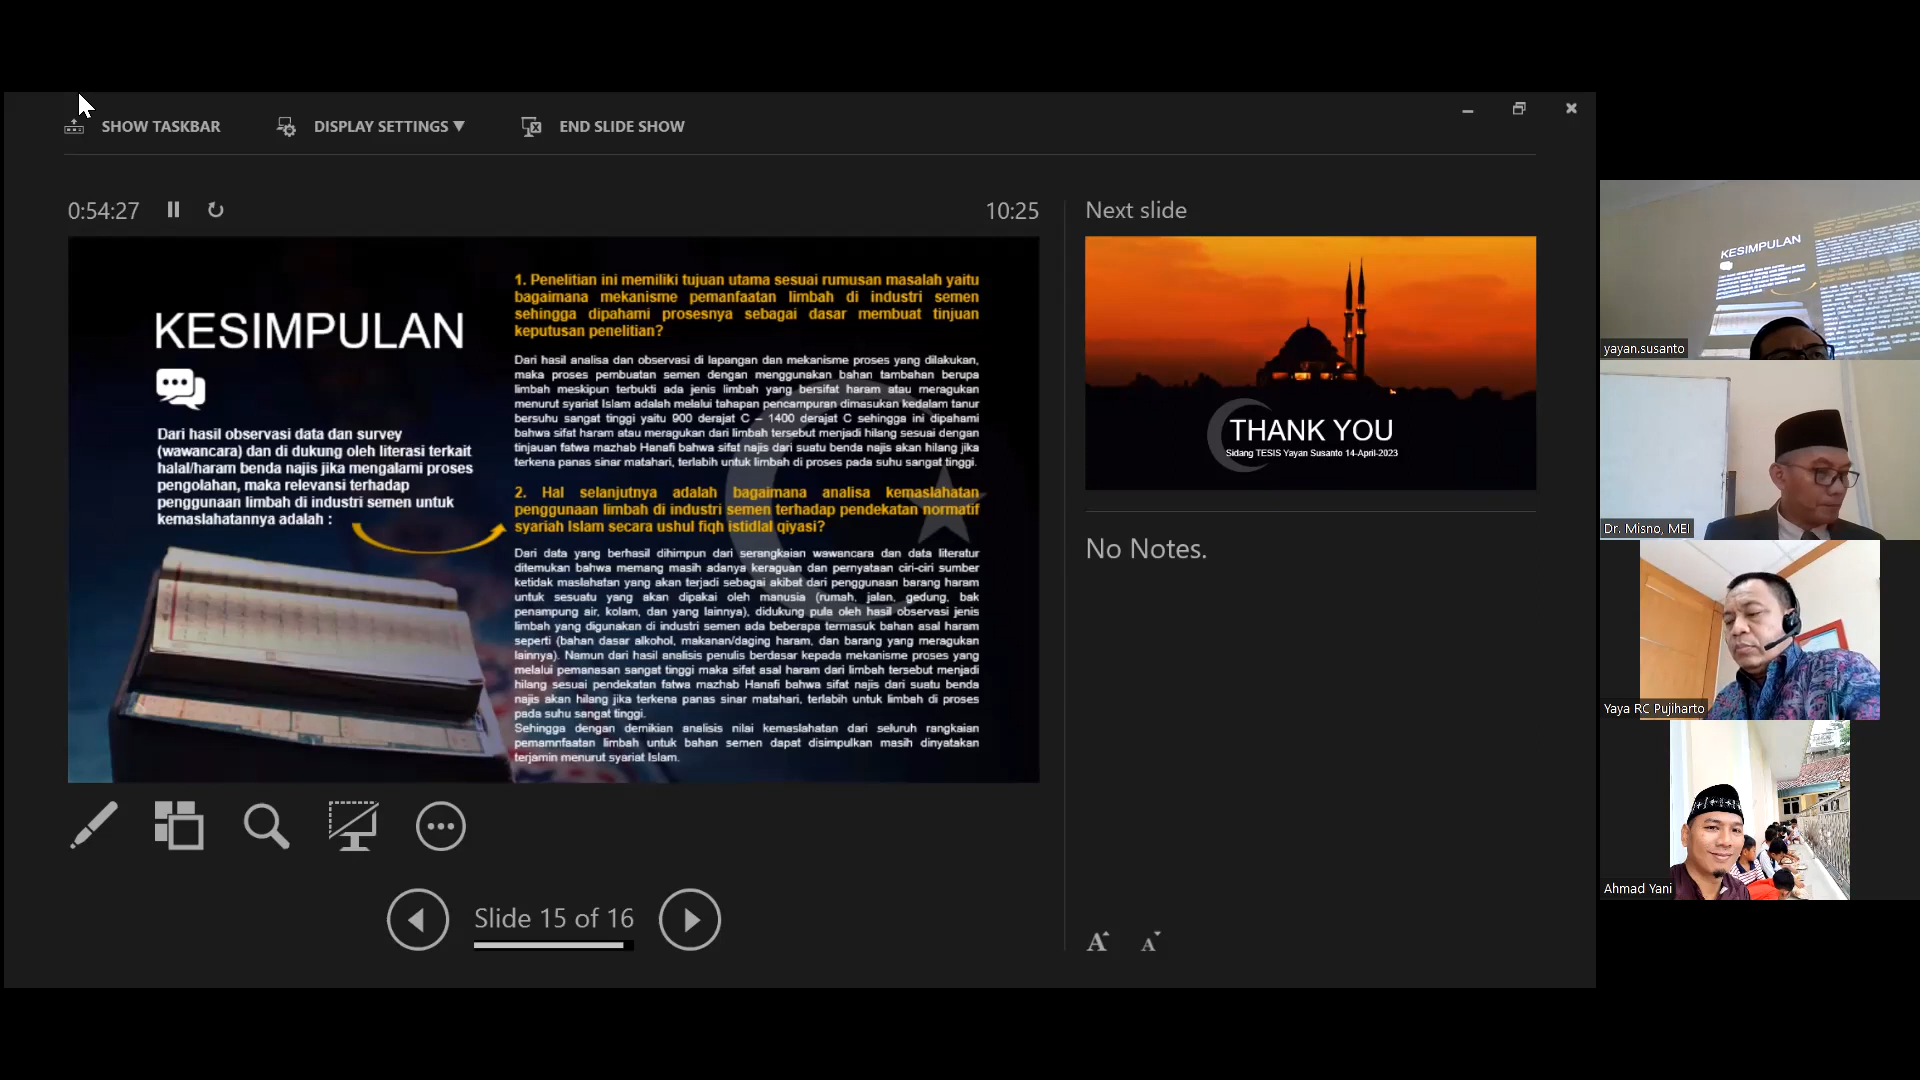 SHOW TASKBAR
DISPLAY SETTINGS ▼
END SLIDE SHOW
0:54:27
10:25
KESIMPULAN
Dari hasil observasi data dan survey
(wawancara) dan di dukung oleh literasi terkait
halal/haram benda najis jika mengalami proses
pengolahan, maka relevansi terhadap
penggunaan limbah di industri semen untuk
kemaslahatannya adalah :
1. Penelitian ini memiliki tujuan utama sesuai rumusan masalah yaitu
bagaimana mekanisme pemanfaatan limbah di industri semen
sehingga dipahami prosesnya sebagai dasar membuat tinjuan
keputusan penelitian?
Dari hasil analisa dan observasi di lapangan dan mekanisme proses yang dilakukan,
maka proses pembuatan semen dengan menggunakan bahan tambahan berupa
limbah meskipun terbukti ada jenis limbah yang bersifat haram atau meragukan
menurut syariat Islam adalah melalui tahapan pencampuran dimasukan kedalam tanur
bersuhu sangat tinggi yaitu 900 derajat C – 1400 derajat C sehingga ini dipahami
bahwa sifat haram atau meragukan dari limbah tersebut menjadi hilang sesuai dengan
tinjauan fatwa mazhab Hanafi bahwa sifat najis dari suatu benda najis akan hilang jika
terkena panas sinar matahari, terlabih untuk limbah di proses pada suhu sangat tinggi.
2. Hal selanjutnya adalah bagaimana analisa kemaslahatan
penggunaan limbah di industri semen terhadap pendekatan normatif
syariah Islam secara ushul fiqh istidlal qiyasi?
Dari data yang berhasil dihimpun dari serangkaian wawancara dan data literatur
ditemukan bahwa memang masih adanya keraguan dan pernyataan ciri-ciri sumber
ketidak maslahatan yang akan terjadi sebagai akibat dari penggunaan barang haram
untuk sesuatu yang akan dipakai oleh manusia (rumah, jalan, gedung, bak
penampung air, kolam, dan yang lainnya), didukung pula oleh hasil observasi jenis
limbah yang digunakan di industri semen ada beberapa termasuk bahan asal haram
seperti (bahan dasar alkohol, makanan/daging haram, dan barang yang meragukan
lainnya). Namun dari hasil analisis penulis berdasar kepada mekanisme proses yang
melalui pemanasan sangat tinggi maka sifat asal haram dari limbah tersebut menjadi
hilang sesuai pendekatan fatwa mazhab Hanafi bahwa sifat najis dari suatu benda
najis akan hilang jika terkena panas sinar matahari, terlabih untuk limbah di proses
pada suhu sangat tinggi.
Sehingga dengan demikian analisis nilai kemaslahatan dari seluruh rangkaian
pemamnfaatan limbah untuk bahan semen dapat disimpulkan masih dinyatakan
terjamin menurut syariat Islam.
Slide 15 of 16
Next slide
THANK YOU
Sidang TESIS Yayan Susanto 14-April-2023
No Notes.
A
A
KESIMPULAN
yayan.susanto
Dr. Misno, MEI
Yaya RC Pujiharto
Ahmad Yani